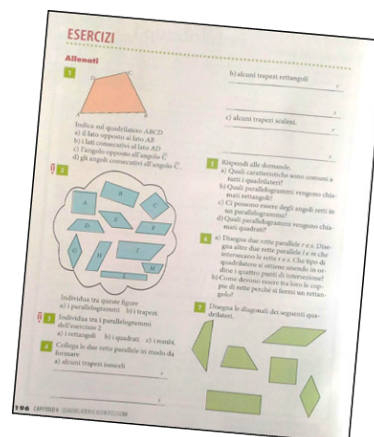 ESERCIZI
Allenati
1
D
C
A
B
Indica sul quadrilatero ABCD
a) il lato opposto al lato AB
b) i lati consecutivi al lato AD
c) l'angolo opposto all'angolo C
d) gli angoli consecutivi all'angolo C.
2
A
B
C
D
E
F
G
H
I
M
Individua tra queste figure
a) i parallelogrammi b) i trapezi.
3 Individua tra i parallelogrammi
dell'esercizio 2
a) i rettangoli b) i quadrati c) i rombi.
4 Collega le due rette parallele in modo da
formare
a) alcuni trapezi isosceli
r
s
196 CAPITOLO 6
b) alcuni trapezi rettangoli
r
s
c) alcuni trapezi scaleni.
r
s
5 Rispondi alle domande.
a) Quali caratteristiche sono comuni a
tutti i quadrilateri?
b) Quali parallelogrammi vengono chia-
mati rettangoli?
c) Ci possono essere degli angoli retti in
un parallelogramma?
d) Quali parallelogrammi vengono chia-
mati quadrati?
6 a) Disegna due rette parallele r e s. Dise-
gna altre due rette parallele l e m che
intersecano le rette r e s. Che tipo di
quadrilatero si ottiene unendo in or-
dine i quattro punti di intersezione?
b) Come devono essere tra loro le cop-
pie di rette perché si formi un rettan-
golo?
7 Disegna le diagonali dei seguenti qua-
drilateri.